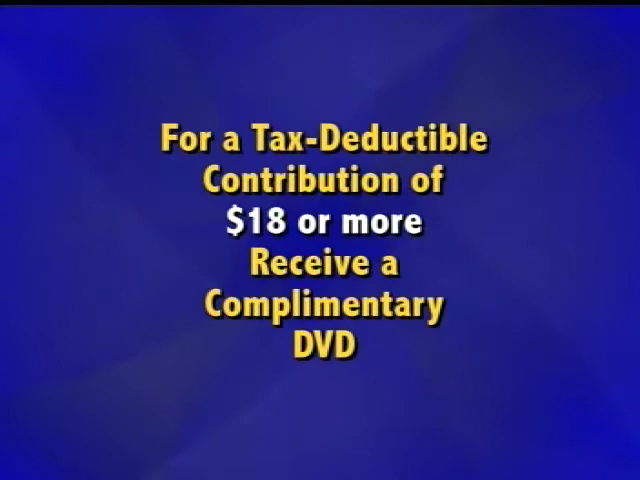 For a Tax-Deductible
Contribution of
$18 or more
Receive a
Complimentary
DVD